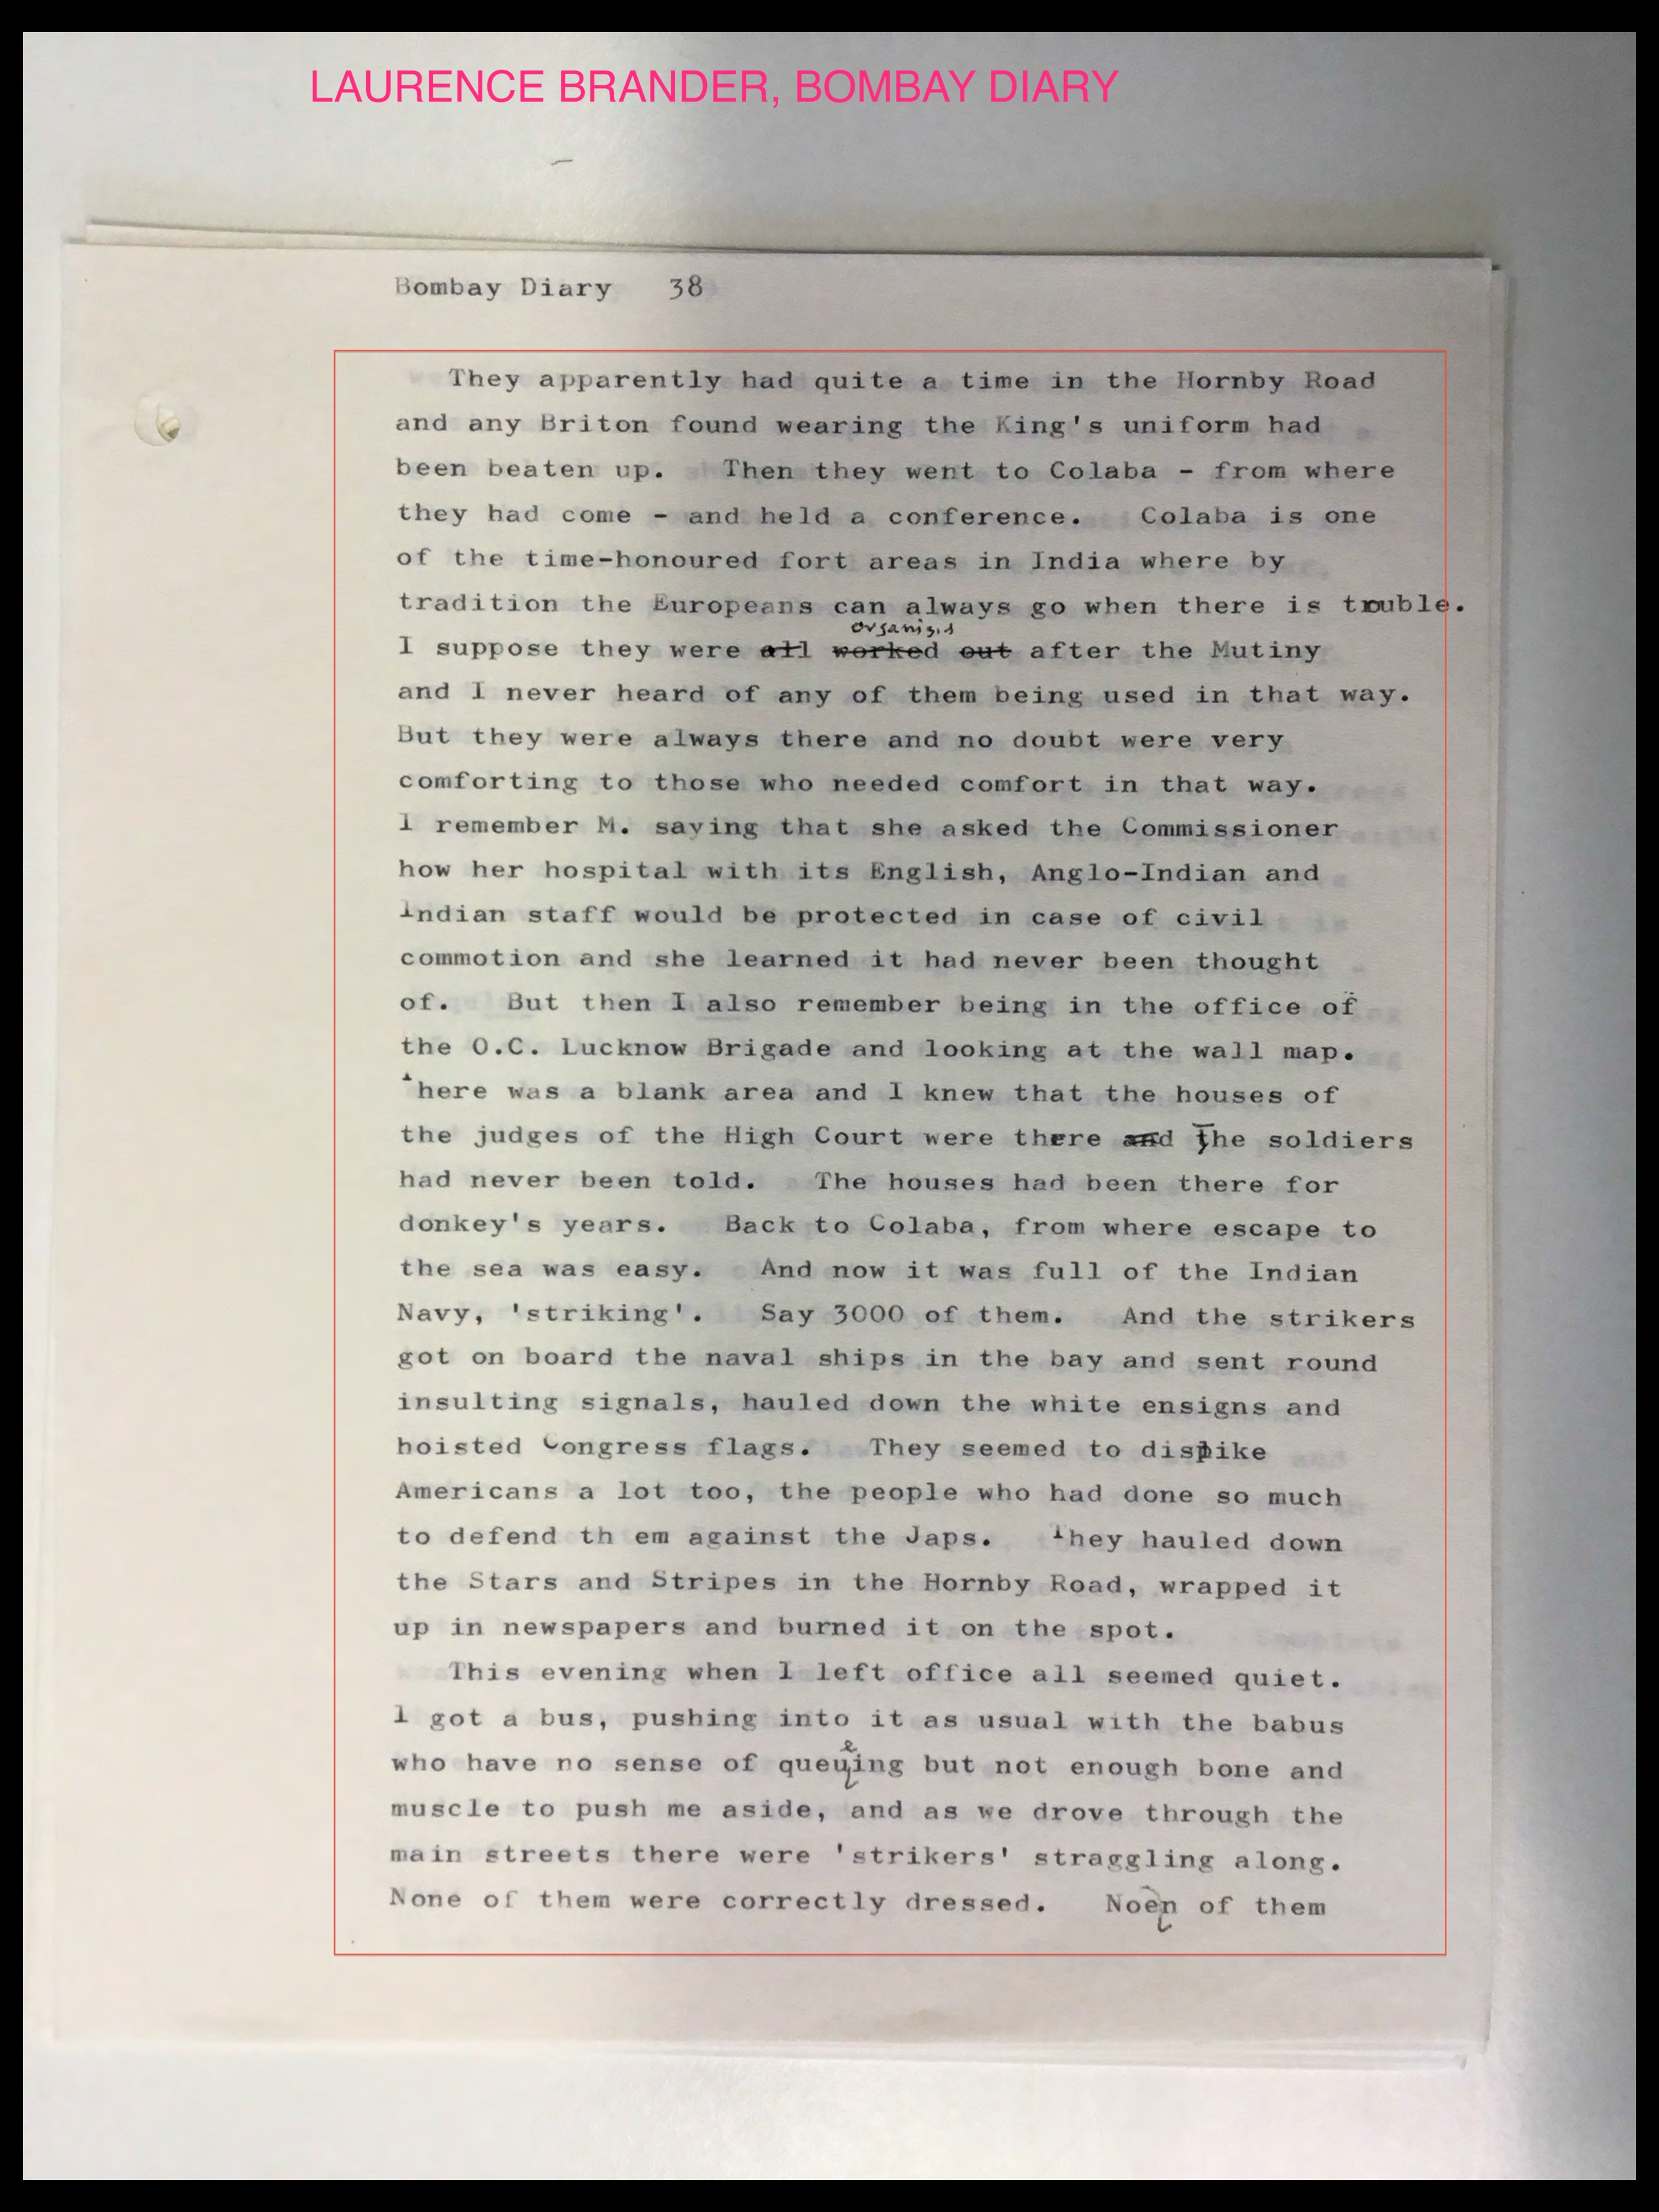 LAURENCE BRANDER, BOMBAY DIARY
Bombay Diary 38
They apparently had quite a time in the Hornby Road
and any Briton found wearing the King's uniform had
been beaten up. Then they went to Colaba - from where
they had come - and held a conference. Colaba is one
of the time-honoured fort areas in India where by
tradition the Europeans can always go when there is trouble.
organised
I suppose they were all worked out after the Mutiny
and I never heard of any of them being used in that way.
But they were always there and no doubt were very
comforting to those who needed comfort in that way.
I remember M. saying that she asked the Commissioner
how her hospital with its English, Anglo-Indian and
Indian staff would be protected in case of civil
commotion and she learned it had never been thought
of. But then I also remember being in the office of
the O.C. Lucknow Brigade and looking at the wall map.
There was a blank area and I knew that the houses of
the judges of the High Court were there and The soldiers
had never been told. The houses had been there for
donkey's years. Back to Colaba, from where escape to
the sea was easy. And now it was full of the Indian
Navy, 'striking'. Say 3000 of them. And the strikers
got on board the naval ships in the bay and sent round
insulting signals, hauled down the white ensigns and
hoisted Congress flags. They seemed to dislike
Americans a lot too, the people who had done so much
to defend th em against the Japs. They hauled down
the Stars and Stripes in the Hornby Road, wrapped it
up in newspapers and burned it on the spot.
This evening when I left office all seemed quiet.
I got a bus, pushing into it as usual with the babus
who have no sense of queuing but not enough bone and
muscle to push me aside, and as we drove through the
main streets there were 'strikers' straggling along.
None of them were correctly dressed. Noen of them